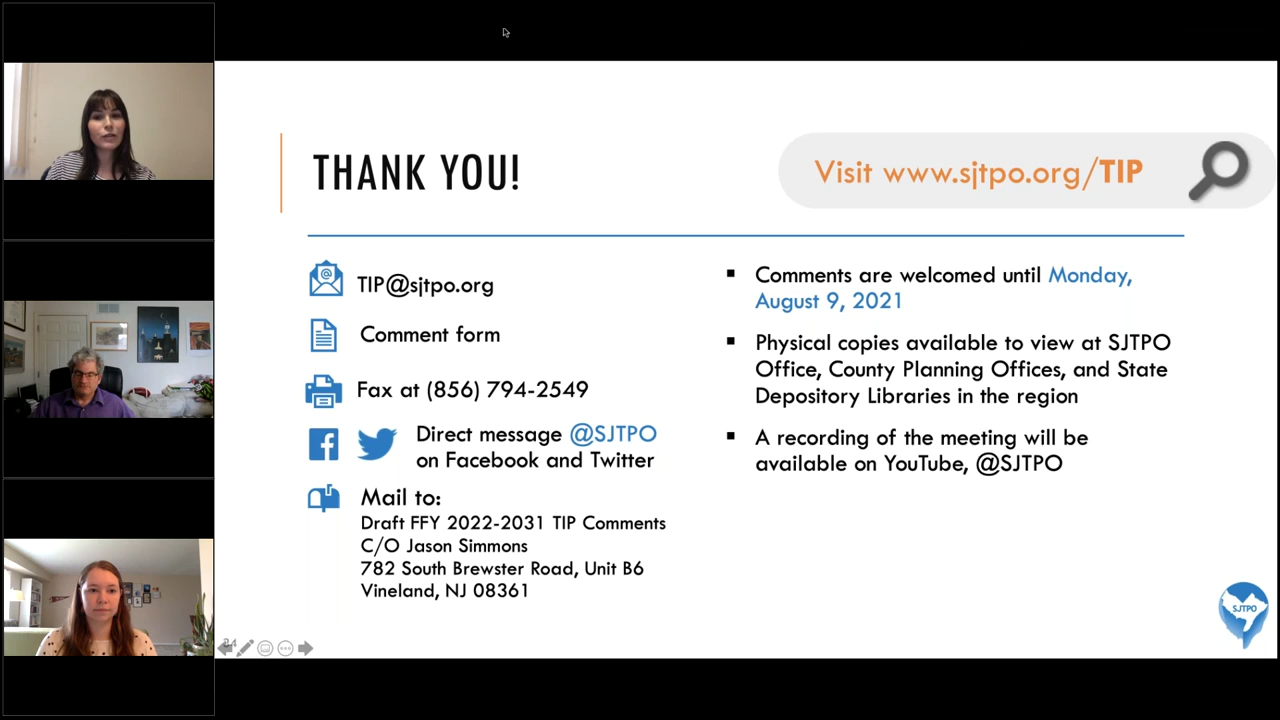 THANK YOU!
Visit www.sjtpo.org/TIP
TIP@sjtpo.org
Comment form
Fax at (856) 794-2549
Direct message @SJTPO
on Facebook and Twitter
Mail to:
Draft FFY 2022-2031 TIP Comments
C/O Jason Simmons
782 South Brewster Road, Unit B6
Vineland, NJ 08361
Comments are welcomed until Monday,
August 9, 2021
Physical copies available to view at SJTPO
Office, County Planning Offices, and State
Depository Libraries in the region
A recording of the meeting will be
available on YouTube, @SJTPO
SJTPO